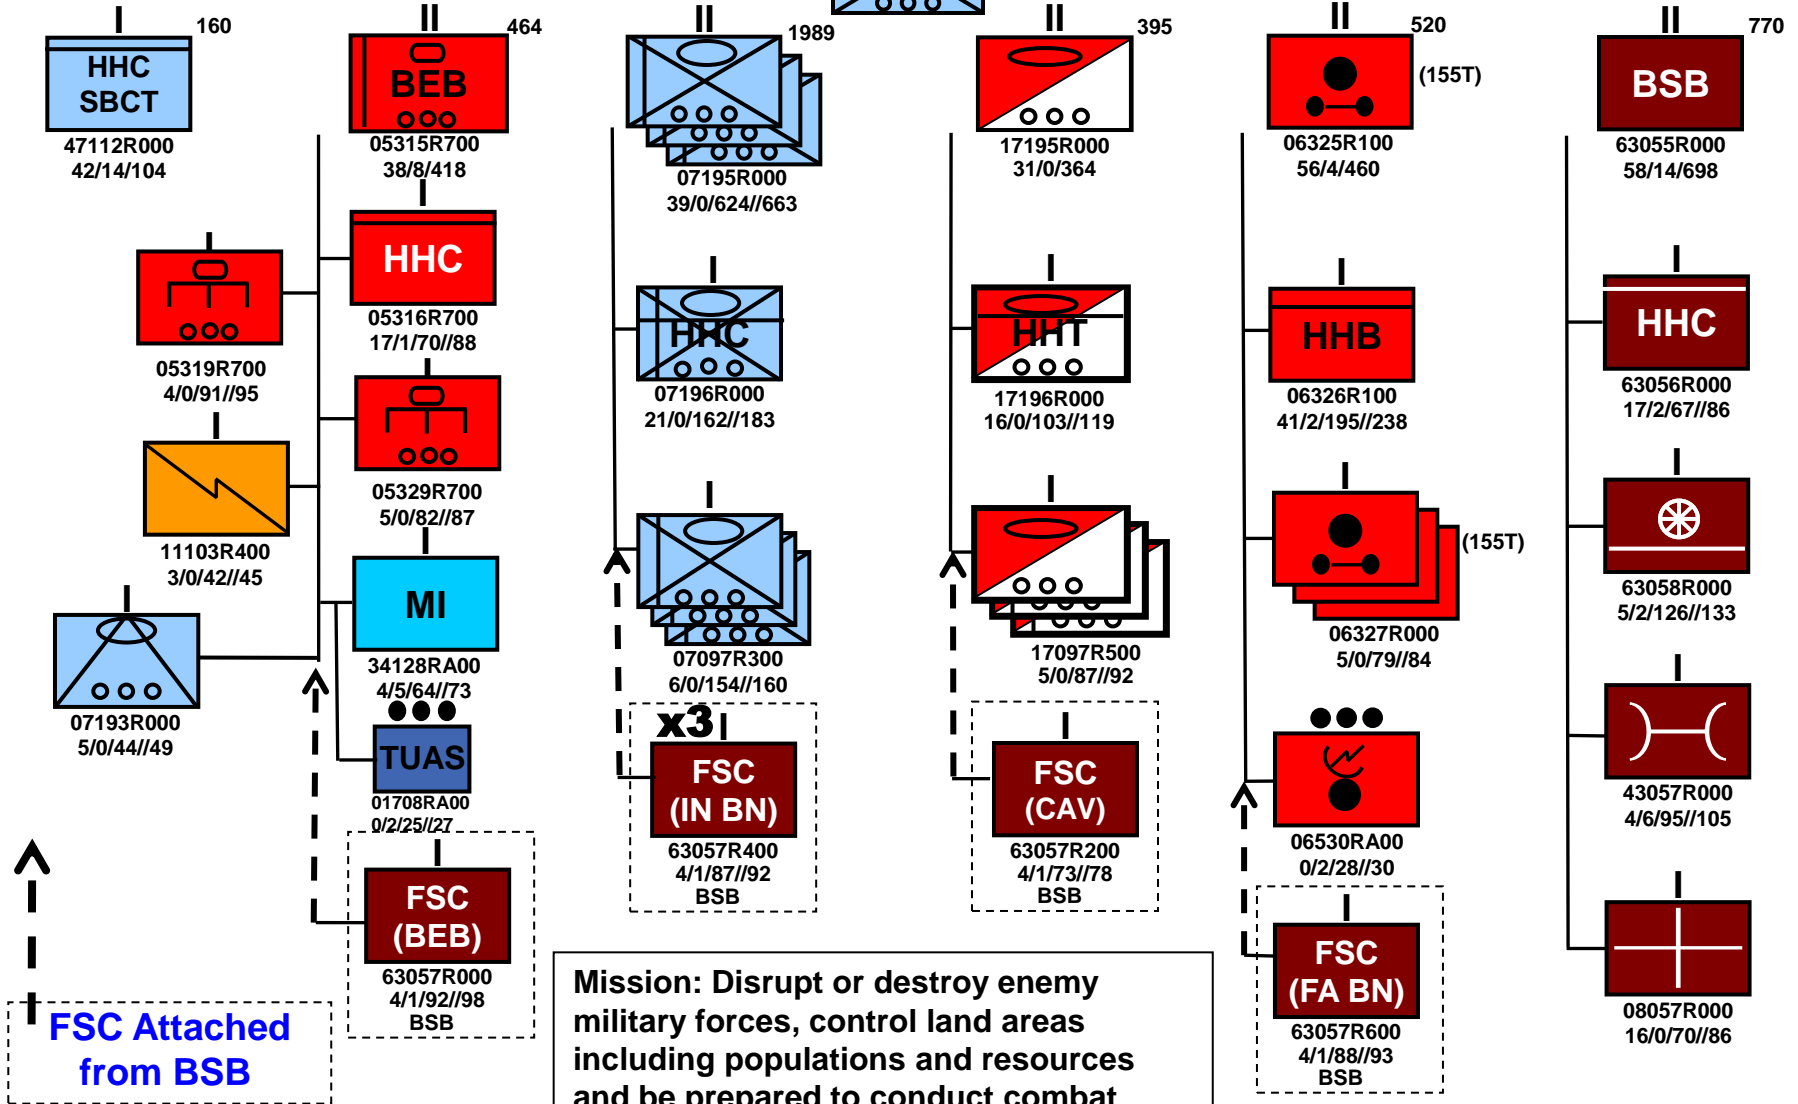 160
HHC
SBCT
47112R000
42/14/104
464
BEB
05315R700
38/8/418
HHC
05316R700
17/1/70//88
05319R700
4/0/91//95
05329R700
5/0/82//87
11103R400
3/0/42//45
MI
34128RA00
4/5/64//73
07193R000
5/0/44//49
TUAS
01708RA00
0/2/25//27
FSC
(BEB)
63057R000
4/1/92//98
BSB
FSC Attached
from BSB
1989
07195R000
39/0/624//663
HHC
07196R000
21/0/162//183
07097R300
6/0/154//160
x3
FSC
(IN BN)
63057R400
4/1/87//92
BSB
395
17195R000
31/0/364
HHT
17196R000
16/0/103//119
17097R500
5/0/87//92
FSC
(CAV)
63057R200
4/1/73//78
BSB
520
(155T)
06325R100
56/4/460
HHB
06326R100
41/2/195//238
(155T)
06327R000
5/0/79//84
06530RA00
0/2/28//30
FSC
(FA BN)
63057R600
4/1/88//93
BSB
770
BSB
63055R000
58/14/698
HHC
63056R000
17/2/67//86
63058R000
5/2/126//133
43057R000
4/6/95//105
08057R000
16/0/70//86
Mission: Disrupt or destroy enemy
military forces, control land areas
including populations and resources
and be prepared to conduct combat